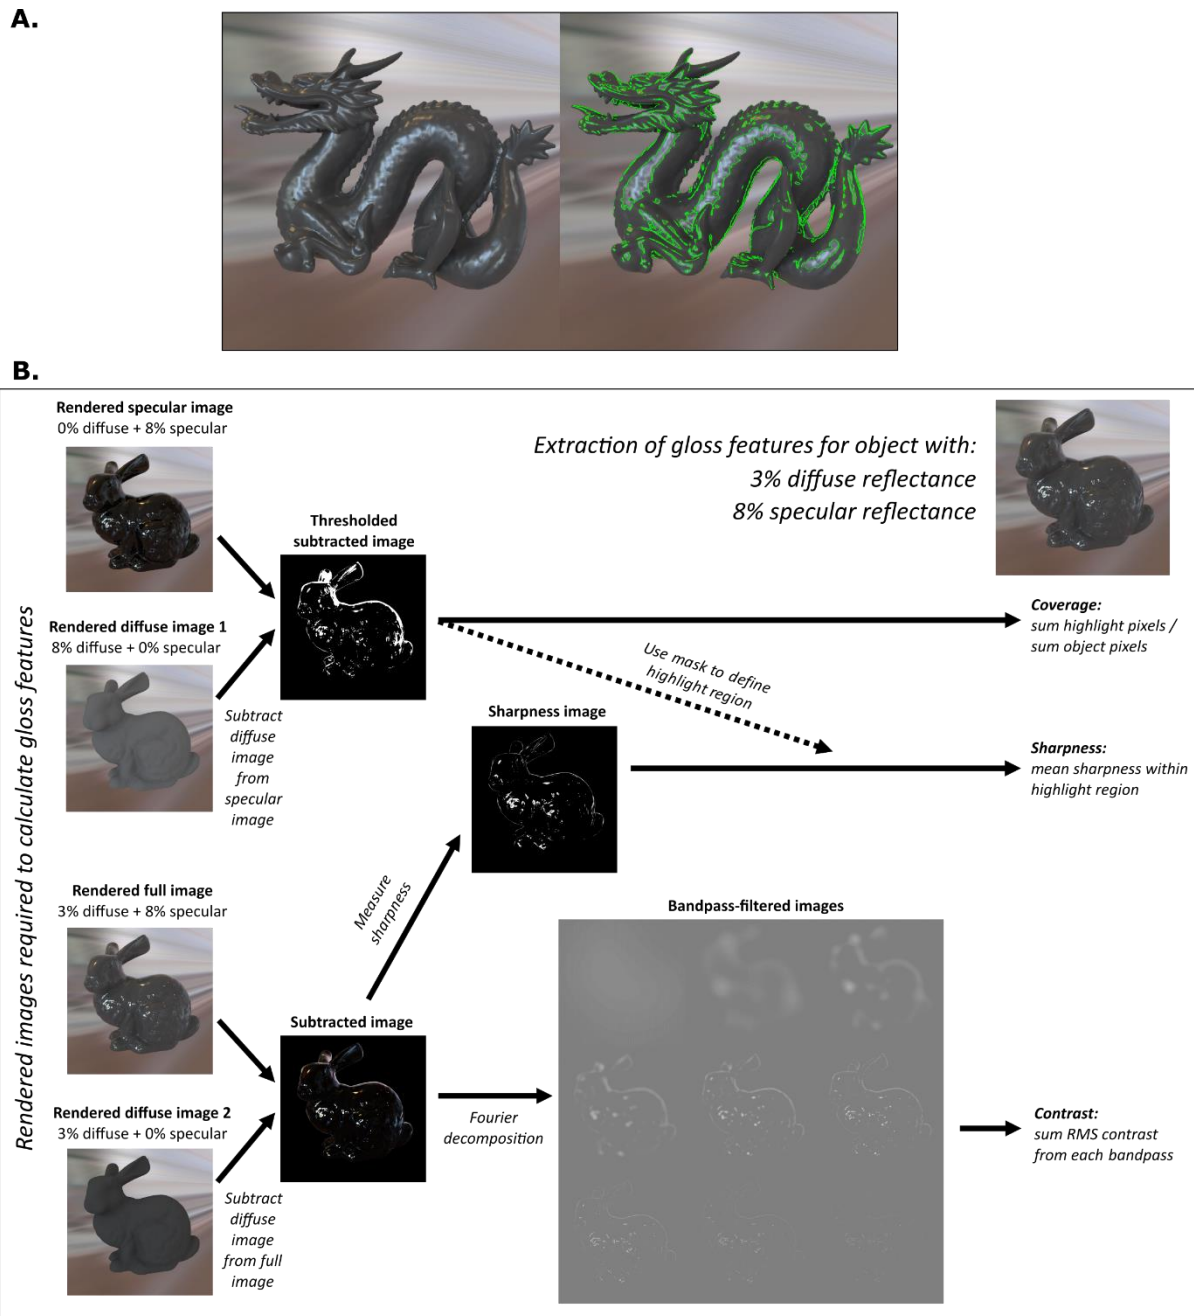 A.
B.
Rendered specular image
0% diffuse + 8% specular
Extraction of gloss features for object with:
3% diffuse reflectance
8% specular reflectance
Thresholded
subtracted image
Rendered images required to calculate gloss features
Rendered diffuse image 1
8% diffuse + 0% specular
Subtract
diffuse
image
from
specular
image
Coverage:
sum highlight pixels /
sum object pixels
Use mask to define
highlight region
Sharpness image
Sharpness:
mean sharpness within
highlight region
Measure
sharpness
Rendered full image
3% diffuse + 8% specular
Bandpass-filtered images
Subtracted image
Rendered diffuse image 2
3% diffuse + 0% specular
Subtract
diffuse
image
from full
image
Fourier
decomposition
Contrast:
sum RMS contrast
from each bandpass